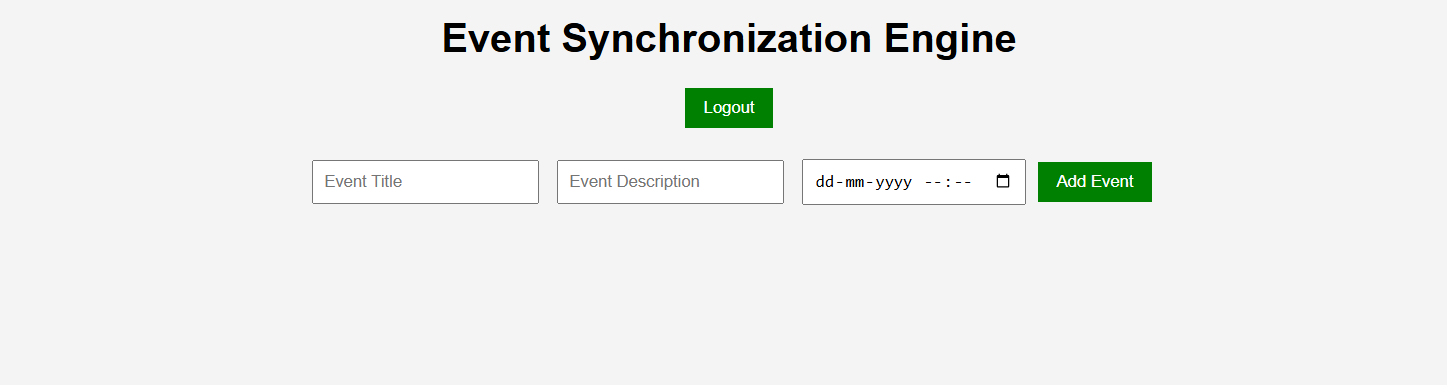 Event Synchronization Engine
Logout
Event Title Event Description dd-mm-yyyy --:-- Add Event